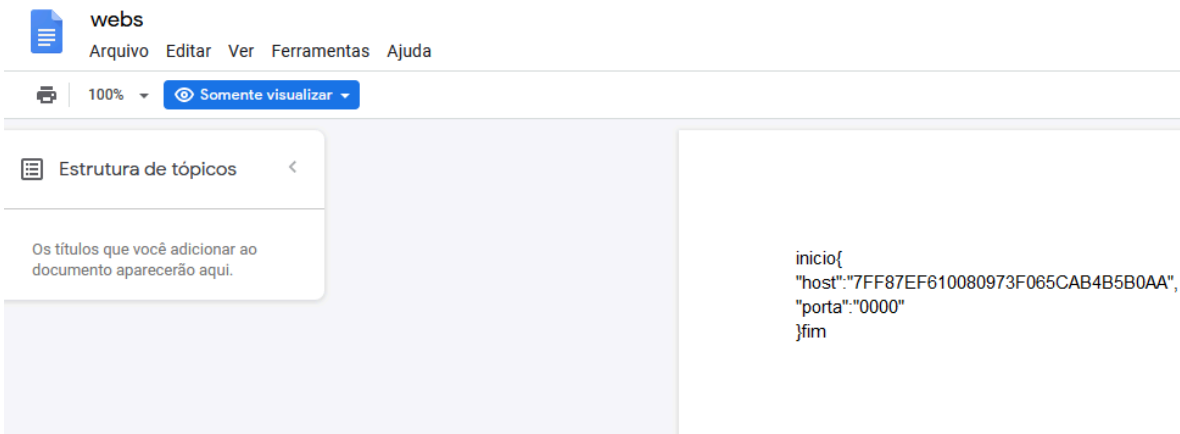 webs
Arquivo Editar Ver Ferramentas Ajuda
100% Somente visualizar
Estrutura de tópicos
Os títulos que você adicionar ao
documento aparecerão aqui.
inicio{
"host":"7FF87EF610080973F065CAB4B5B0AA",
"porta":"0000"
}fim